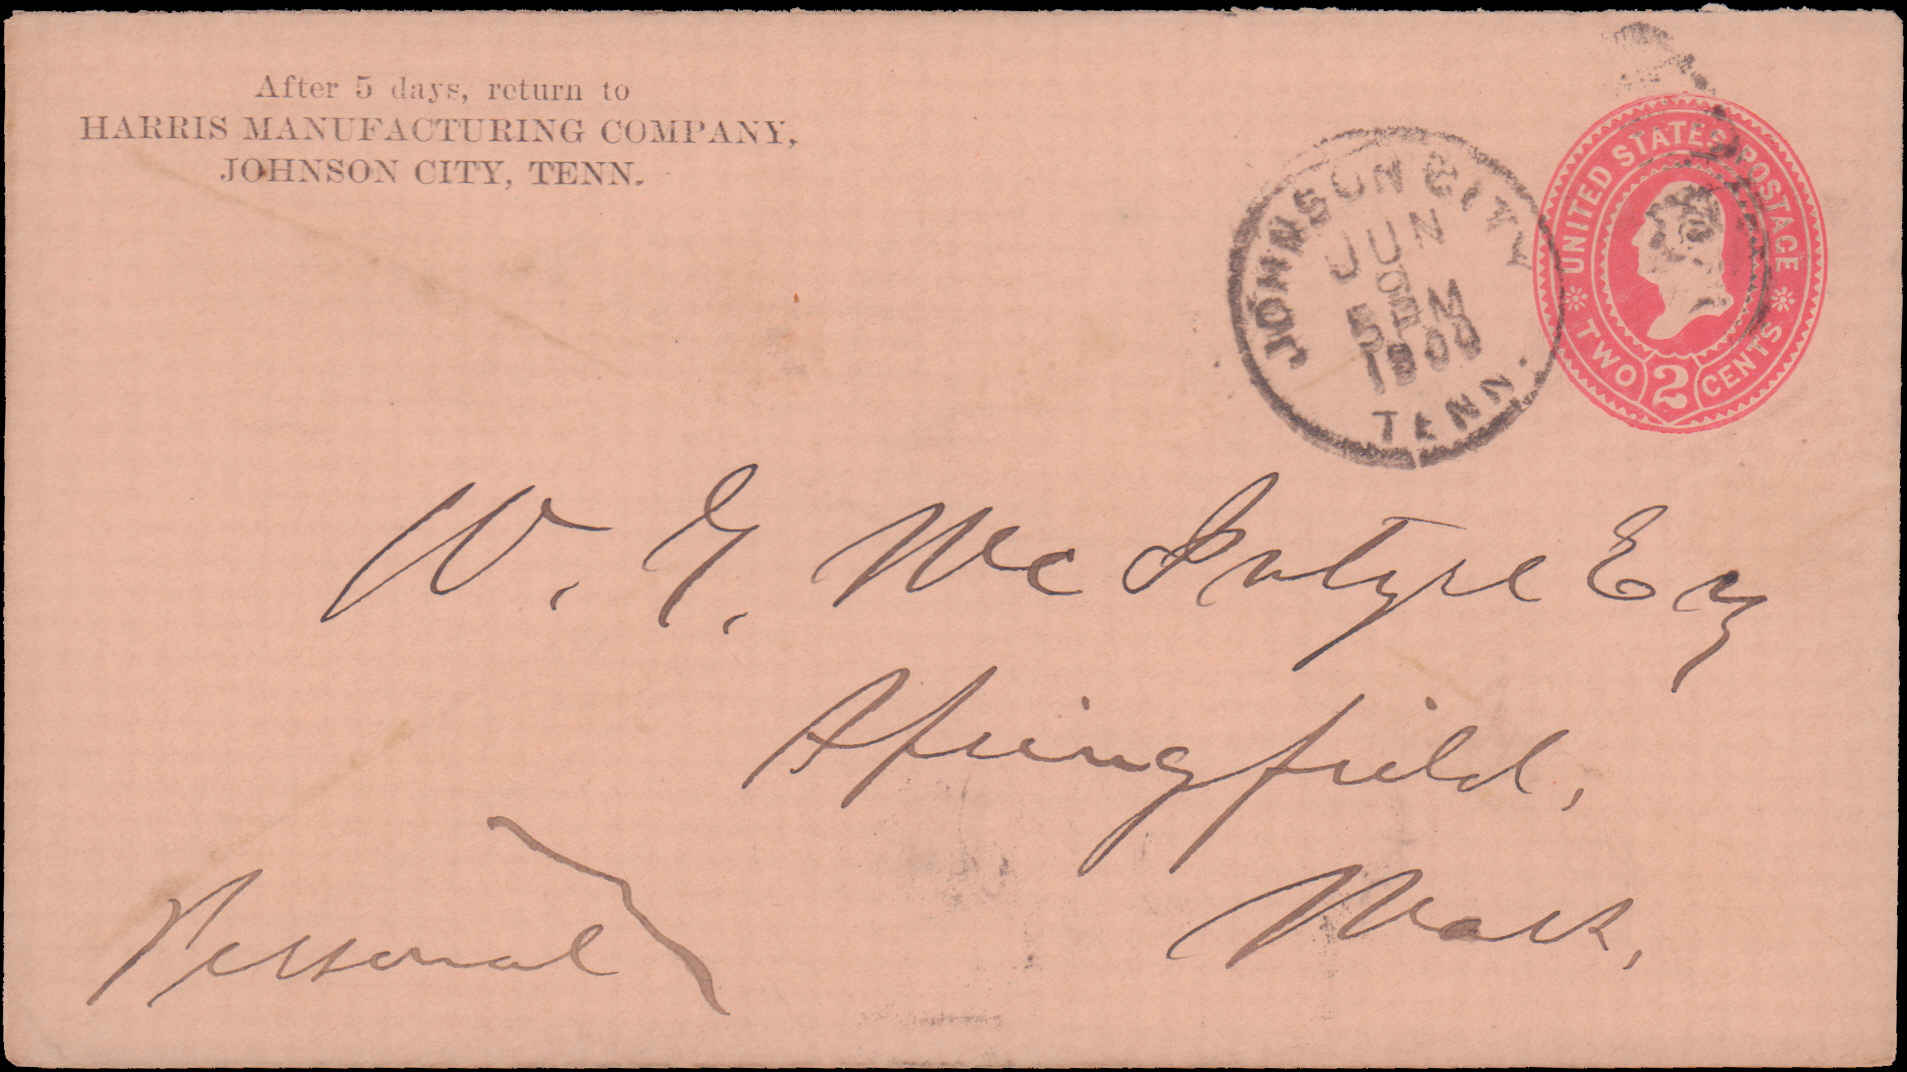 After 5 days, return to
HARRIS MANUFACTURING COMPANY,
JOHNSON CITY, TENN.
JOHNSON CITY
JUN
5 PM
1900
TENN.
UNITED STATES POSTAGE
TWO 2 CENTS
W. G. McIntyre Esq
Springfield,
Mass,
Personal